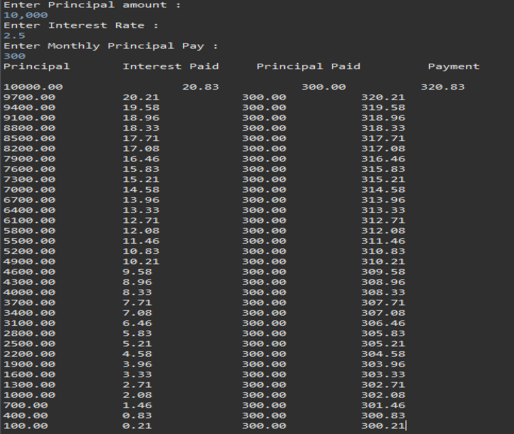 Enter Principal amount :
10,000
Enter Interest Rate :
2.5
Enter Monthly Principal Pay :
300
Principal Interest Paid Principal Paid Payment
10000.00 20.83 300.00 320.83
9700.00 20.21 300.00 320.21
9400.00 19.58 300.00 319.58
9100.00 18.96 300.00 318.96
8800.00 18.33 300.00 318.33
8500.00 17.71 300.00 317.71
8200.00 17.08 300.00 317.08
7900.00 16.46 300.00 316.46
7600.00 15.83 300.00 315.83
7300.00 15.21 300.00 315.21
7000.00 14.58 300.00 314.58
6700.00 13.96 300.00 313.96
6400.00 13.33 300.00 313.33
6100.00 12.71 300.00 312.71
5800.00 12.08 300.00 312.08
5500.00 11.46 300.00 311.46
5200.00 10.83 300.00 310.83
4900.00 10.21 300.00 310.21
4600.00 9.58 300.00 309.58
4300.00 8.96 300.00 308.96
4000.00 8.33 300.00 308.33
3700.00 7.71 300.00 307.71
3400.00 7.08 300.00 307.08
3100.00 6.46 300.00 306.46
2800.00 5.83 300.00 305.83
2500.00 5.21 300.00 305.21
2200.00 4.58 300.00 304.58
1900.00 3.96 300.00 303.96
1600.00 3.33 300.00 303.33
1300.00 2.71 300.00 302.71
1000.00 2.08 300.00 302.08
700.00 1.46 300.00 301.46
400.00 0.83 300.00 300.83
100.00 0.21 300.00 300.21